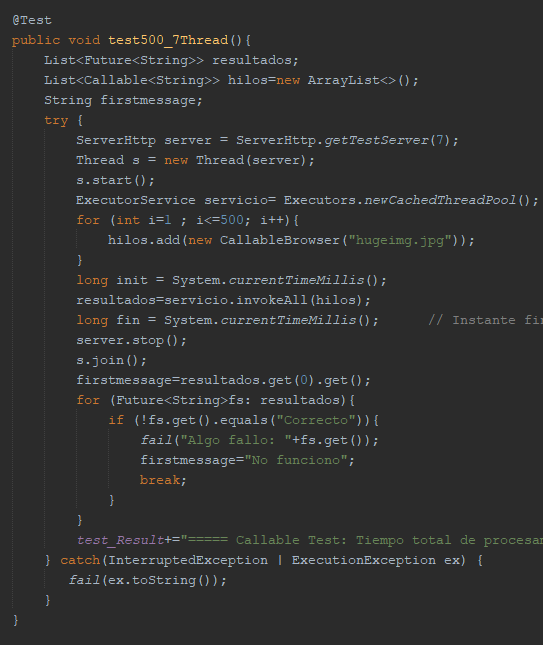 @Test
public void test500_7Thread(){
List<Future<String>> resultados;
List<Callable<String>> hilos=new ArrayList<>();
String firstmessage;
try {
ServerHttp server = ServerHttp.getTestServer(7);
Thread s = new Thread(server);
s.start();
ExecutorService servicio= Executors.newCachedThreadPool();
for (int i=1 ; i<=500; i++){
hilos.add(new CallableBrowser("hugeimg.jpg"));
}
long init = System.currentTimeMillis();
resultados=servicio.invokeAll(hilos);
long fin = System.currentTimeMillis(); // Instante
server.stop();
s.join();
firstmessage=resultados.get(0).get();
for (Future<String>fs: resultados){
if (!fs.get().equals("Correcto")){
fail("Algo fallo: "+fs.get());
firstmessage="No funciono";
break;
}
}
test_Result+="===== Callable Test: Tiempo total de
} catch(InterruptedException | ExecutionException ex) {
fail(ex.toString());
}
}